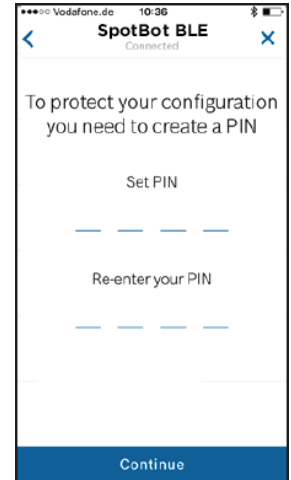 Vodafone.de 10:36
SpotBot BLE
Connected
To protect your configuration
you need to create a PIN
Set PIN
Re-enter your PIN
Continue